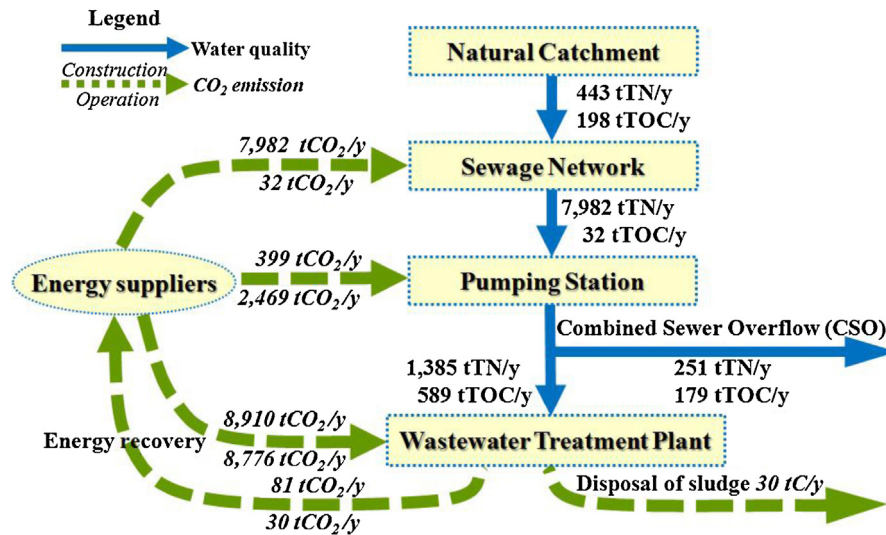 Legend
Water quality
Construction
Operation
CO₂ emission
Natural Catchment
443 tTN/y
198 tTOC/y
7,982 tCO₂/y
32 tCO₂/y
Sewage Network
7,982 tTN/y
32 tTOC/y
Energy suppliers
399 tCO₂/y
2,469 tCO₂/y
Pumping Station
Combined Sewer Overflow (CSO)
1,385 tTN/y
589 tTOC/y
251 tTN/y
179 tTOC/y
8,910 tCO₂/y
8,776 tCO₂/y
Energy recovery
Wastewater Treatment Plant
81 tCO₂/y
30 tCO₂/y
Disposal of sludge 30 tC/y